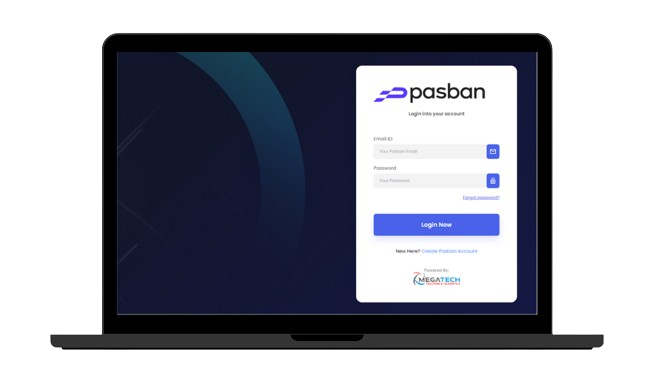 pasban
Login into your account
Email ID
Your Pasban Email
Password
Your Password
Forgot password?
Login Now
New Here? Create Pasban Account
Powered By:
MEGATECH